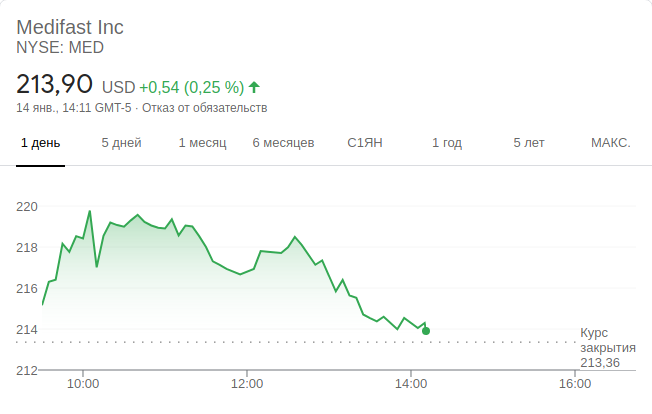 Medifast Inc
NYSE: MED
213,90 USD +0,54 (0,25 %)
14 янв., 14:11 GMT-5 · Отказ от обязательств
1 день 5 дней 1 месяц 6 месяцев С1ЯН 1 год 5 лет МАКС.
220
218
216
214
Курс
закрытия
213,36
212
10:00 12:00 14:00 16:00